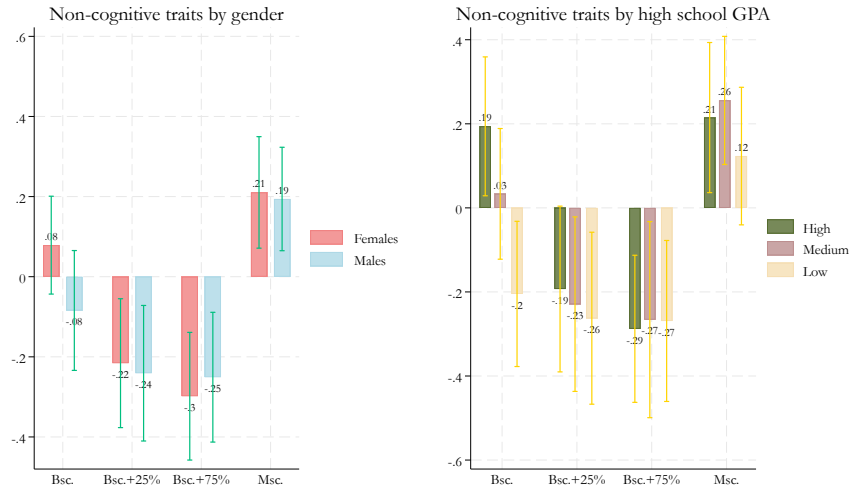 Non-cognitive traits by gender
.6
.4
.2
0
-.2
-.4
.08
-.08
-.22
-.24
-.3
-.25
.21
.19
Bsc.
Bsc.+25%
Bsc.+75%
Msc.
Females
Males
Non-cognitive traits by high school GPA
.4
.2
0
-.2
-.4
-.6
.19
.03
-.2
-.19
-.23
-.26
-.29
-.27
-.27
.21
.26
.12
Bsc.
Bsc.+25%
Bsc.+75%
Msc.
High
Medium
Low